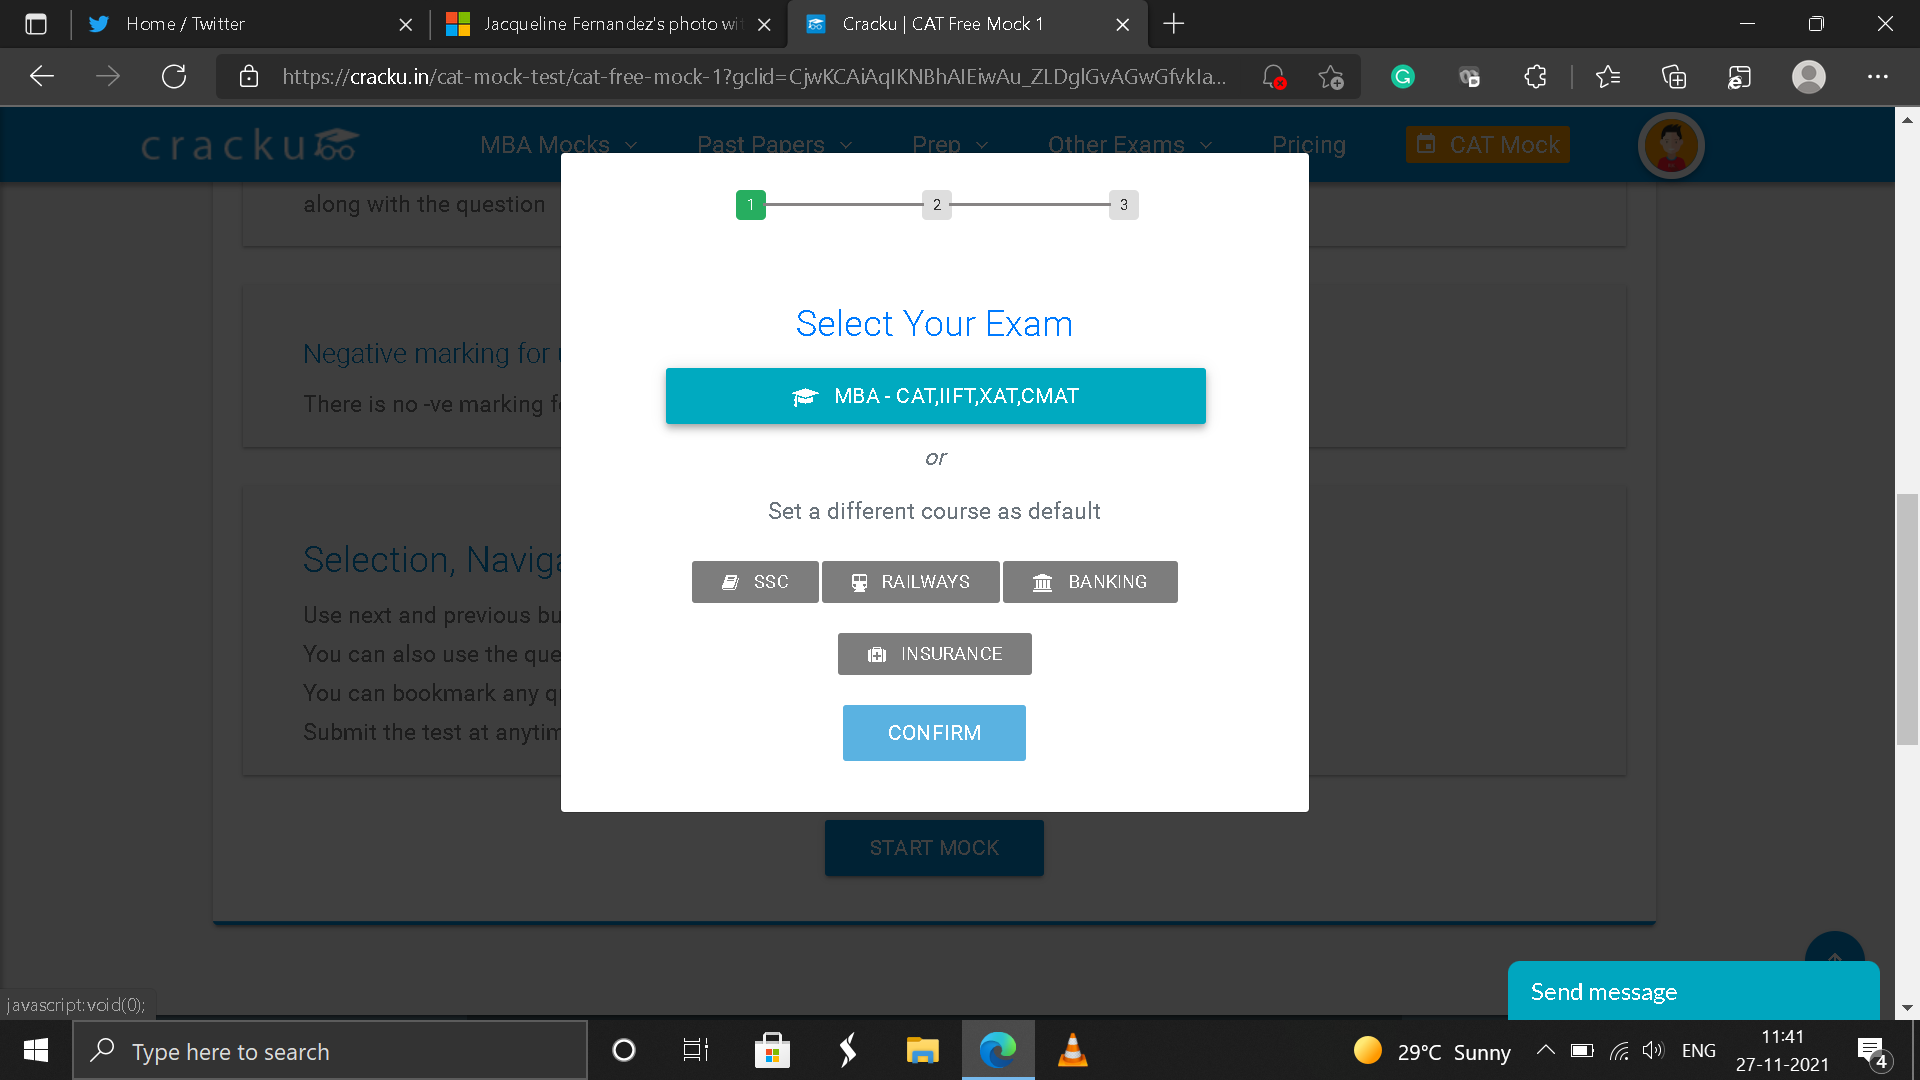 Home / Twitter
Jacqueline Fernandez's photo wi
Cracku | CAT Free Mock 1
https://cracku.in/cat-mock-test/cat-free-mock-1?gclid=CjwKCAiAqIKNBhAIEiwAu_ZLDglGvAGwGfvkIa...
cracku
MBA Mocks
Past Papers
Prep
Other Exams
Pricing
CAT Mock
along with the question
Negative marking for
There is no -ve marking f
Selection, Naviga
Use next and previous bu
You can also use the que
You can bookmark any q
Submit the test at anytim
1
2
3
Select Your Exam
MBA - CAT,IIFT,XAT,CMAT
or
Set a different course as default
SSC
RAILWAYS
BANKING
INSURANCE
CONFIRM
START MOCK
Send message
javascript:void(0);
Type here to search
29°C Sunny
ENG
11:41
27-11-2021
4